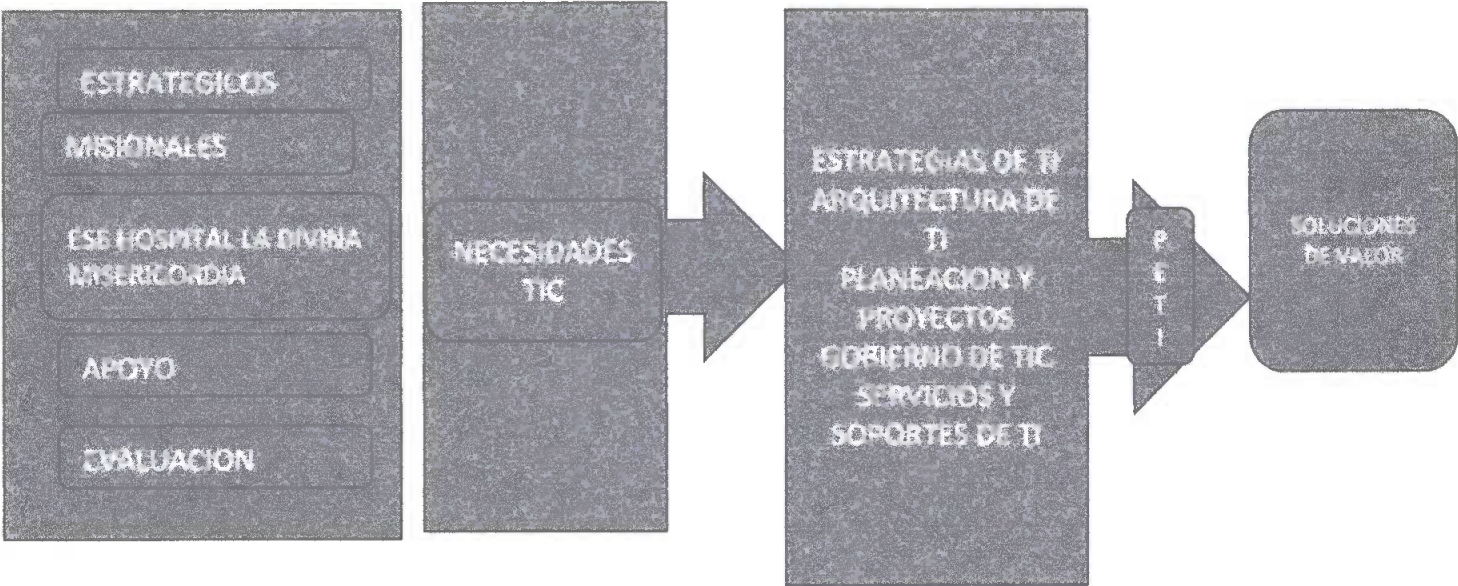 ESTRATEGICOS
MISIONALES
ESE HOSPITAL LA DIVINA
MISERICORDIA
APOYO
EVALUACION
NECESIDADES
TIC
ESTRATEGIAS DE TI
ARQUITECTURA DE
TI
PLANEACION Y
PROYECTOS
GOBIERNO DE TIC
SERVICIOS Y
SOPORTES DE TI
P
E
T
I
SOLUCIONES
DE VALOR